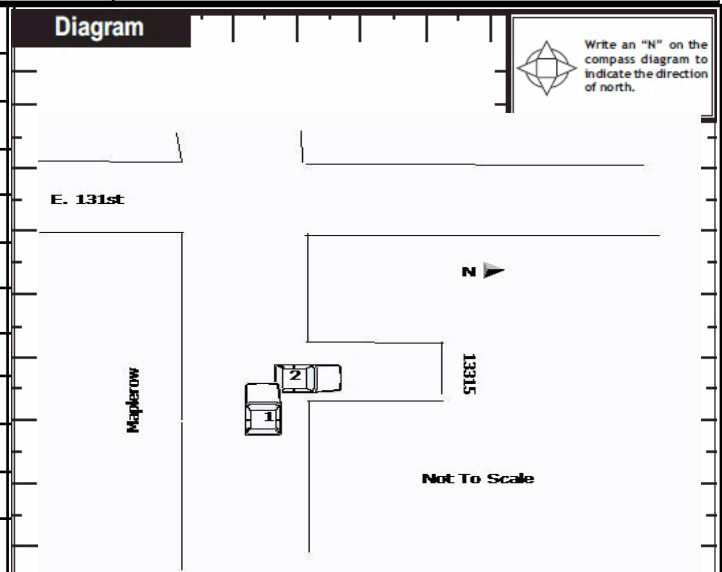 Diagram
Write an “N” on the
compass diagram to
indicate the direction
of north.
E. 131st
N
Maplerow
13315
2
1
Not To Scale